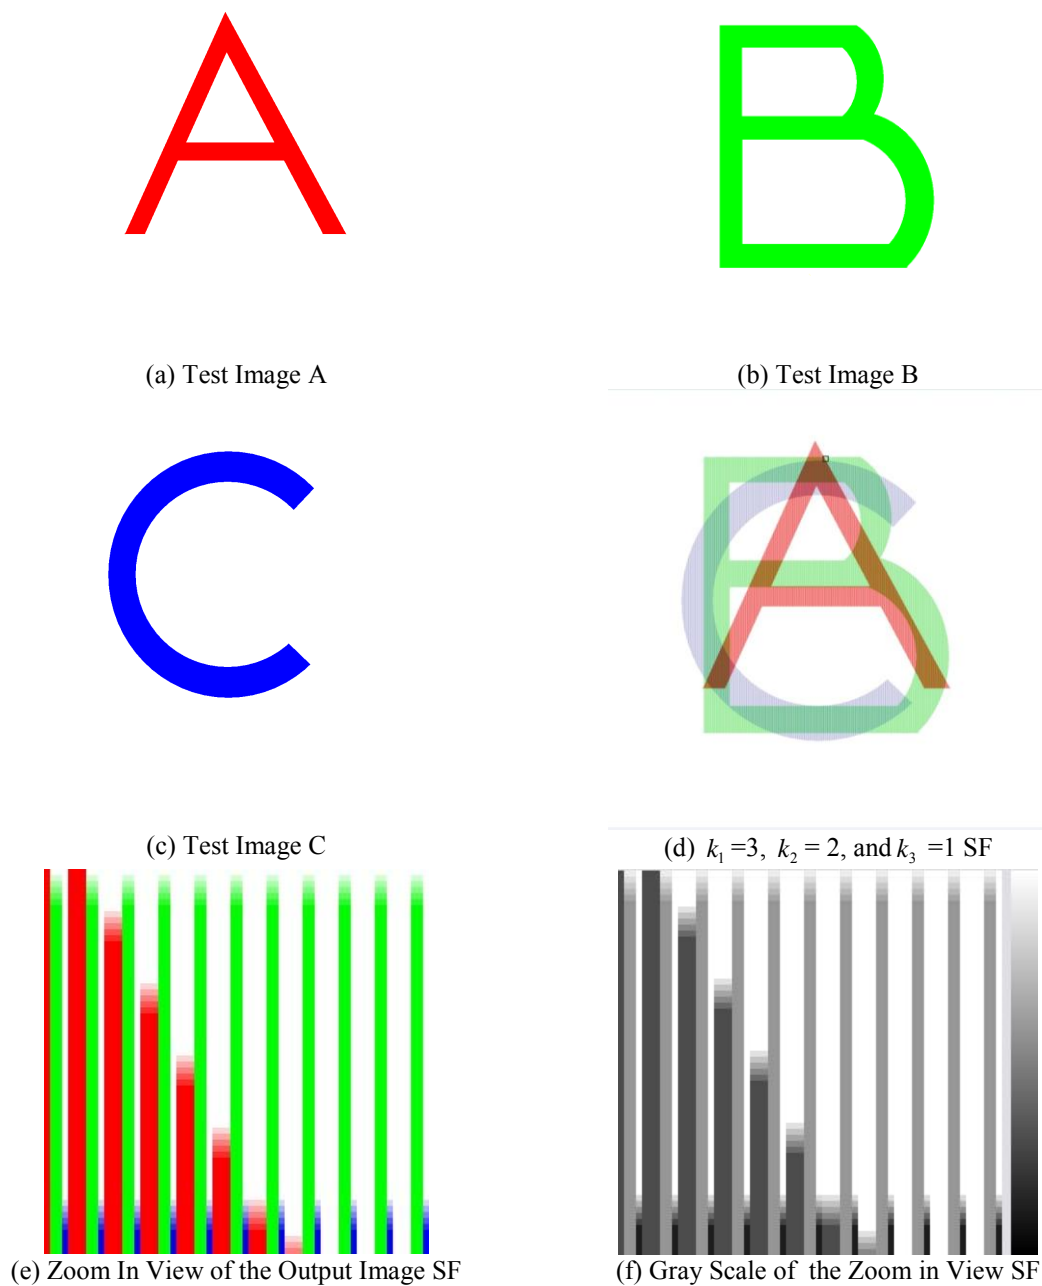 A
B
(a) Test Image A
(b) Test Image B
C
B
A
C
(c) Test Image C
(d) k₁ =3, k₂ = 2, and k₃ =1 SF
(e) Zoom In View of the Output Image SF
(f) Gray Scale of the Zoom in View SF